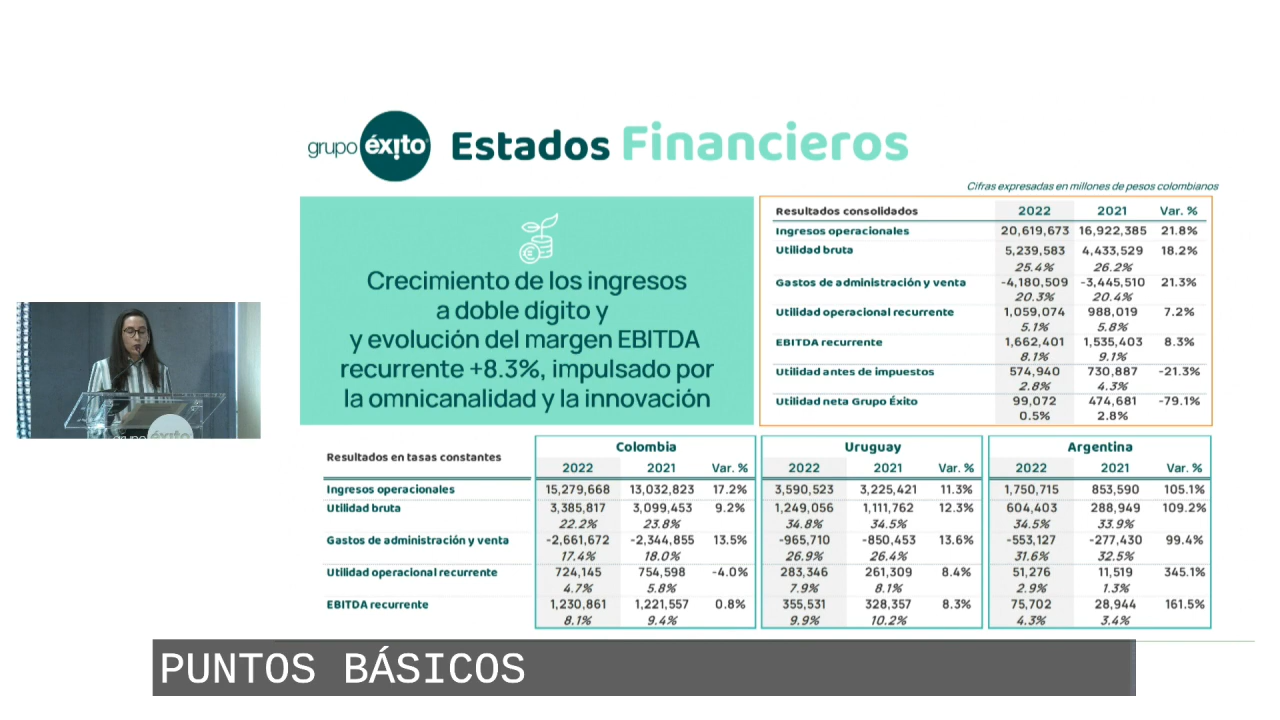 grupo éxito
Estados Financieros
Cifras expresadas en millones de pesos colombianos
Crecimiento de los ingresos
a doble dígito y
y evolución del margen EBITDA
recurrente +8.3%, impulsado por
la omnicanalidad y la innovación
Resultados consolidados 2022 2021 Var. %
Ingresos operacionales 20,619,673 16,922,385 21.8%
Utilidad bruta 5,239,583 4,433,529 18.2%
25.4% 26.2%
Gastos de administración y venta -4,180,509 -3,445,510 21.3%
20.3% 20.4%
Utilidad operacional recurrente 1,059,074 988,019 7.2%
5.1% 5.8%
EBITDA recurrente 1,662,401 1,535,403 8.3%
8.1% 9.1%
Utilidad antes de impuestos 574,940 730,887 -21.3%
2.8% 4.3%
Utilidad neta Grupo Éxito 99,072 474,681 -79.1%
0.5% 2.8%
grupo éxito
Colombia Uruguay Argentina
Resultados en tasas constantes
2022 2021 Var. % 2022 2021 Var. % 2022 2021 Var. %
Ingresos operacionales 15,279,668 13,032,823 17.2% 3,590,523 3,225,421 11.3% 1,750,715 853,590 105.1%
Utilidad bruta 3,385,817 3,099,453 9.2% 1,249,056 1,111,762 12.3% 604,403 288,949 109.2%
22.2% 23.8% 34.8% 34.5% 34.5% 33.9%
Gastos de administración y venta -2,661,672 -2,344,855 13.5% -965,710 -850,453 13.6% -553,127 -277,430 99.4%
17.4% 18.0% 26.9% 26.4% 31.6% 32.5%
Utilidad operacional recurrente 724,145 754,598 -4.0% 283,346 261,309 8.4% 51,276 11,519 345.1%
4.7% 5.8% 7.9% 8.1% 2.9% 1.3%
EBITDA recurrente 1,230,861 1,221,557 0.8% 355,531 328,357 8.3% 75,702 28,944 161.5%
8.1% 9.4% 9.9% 10.2% 4.3% 3.4%
PUNTOS BÁSICOS